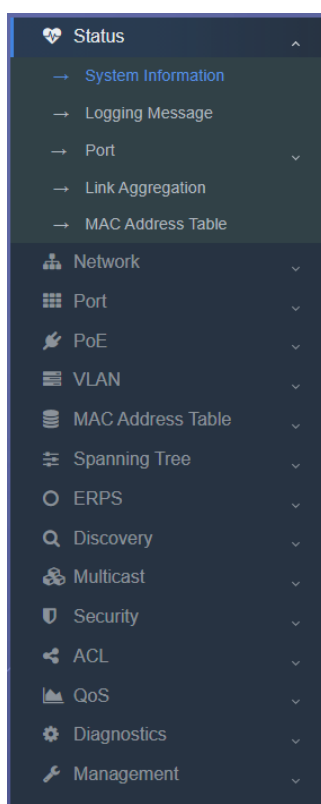 Status
System Information
Logging Message
Port
Link Aggregation
MAC Address Table
Network
Port
PoE
VLAN
MAC Address Table
Spanning Tree
ERPS
Discovery
Multicast
Security
ACL
QoS
Diagnostics
Management